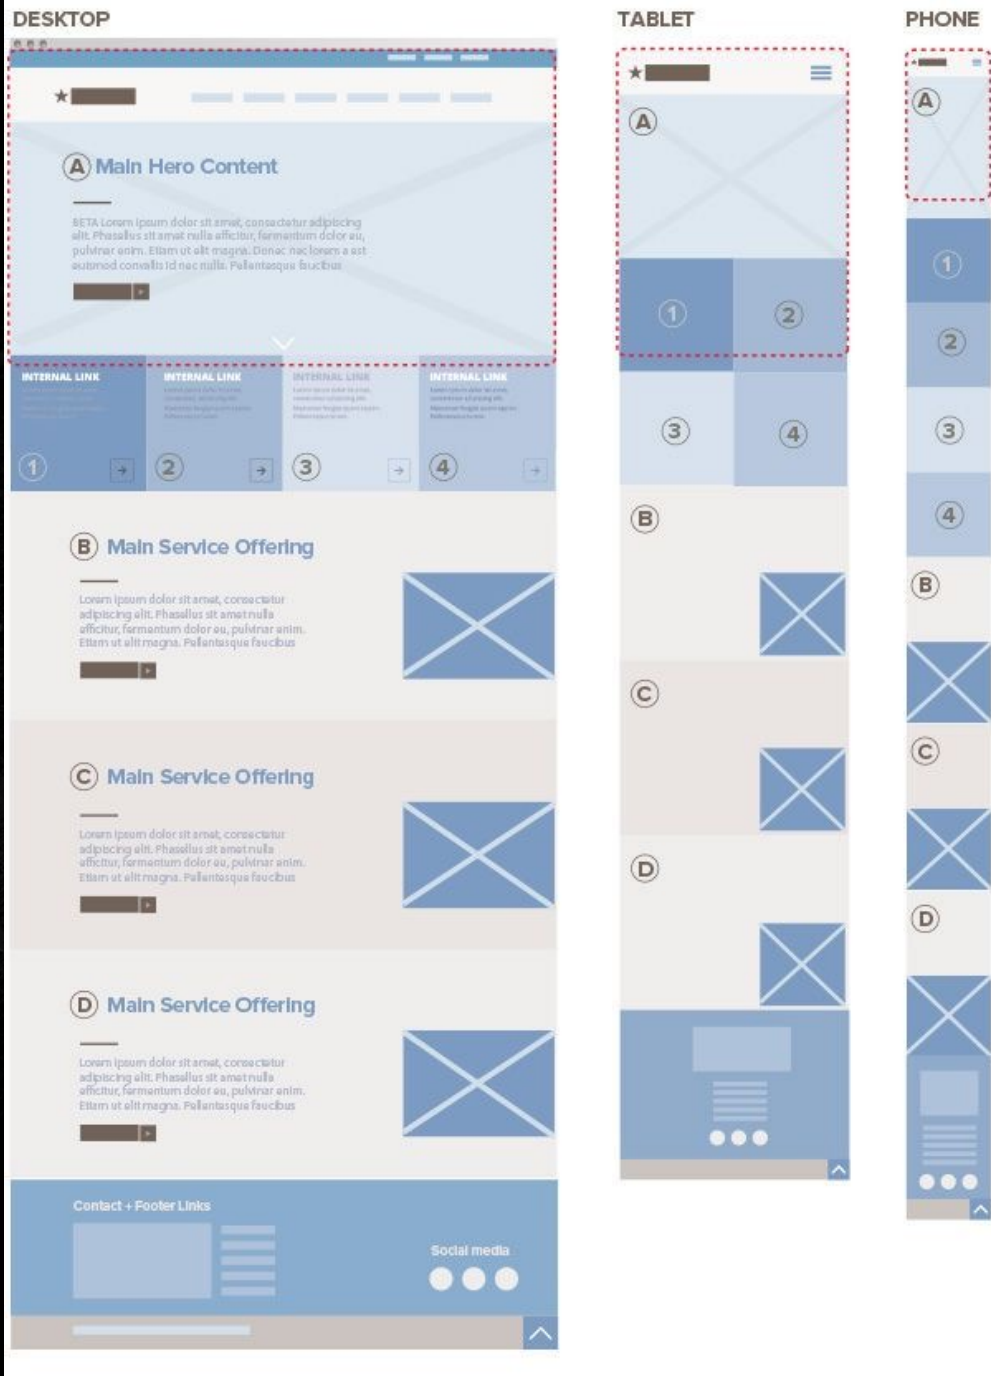 DESKTOP
TABLET
PHONE
A Main Hero Content
BETA Lorem ipsum dolor sit amet, consectetur adipiscing
elit. Phasellus sit amet nulla efficitur, fermentum dolor eu,
pulvinar enim. Etiam ut elit magna. Donec nec lorem a est
euismod convallis id nec nulla. Pellentesque faucibus
INTERNAL LINK
1
INTERNAL LINK
2
INTERNAL LINK
3
INTERNAL LINK
4
B Main Service Offering
Lorem ipsum dolor sit amet, consectetur
adipiscing elit. Phasellus sit amet nulla
efficitur, fermentum dolor eu, pulvinar enim.
Etiam ut elit magna. Pellentesque faucibus
C Main Service Offering
Lorem ipsum dolor sit amet, consectetur
adipiscing elit. Phasellus sit amet nulla
efficitur, fermentum dolor eu, pulvinar enim.
Etiam ut elit magna. Pellentesque faucibus
D Main Service Offering
Lorem ipsum dolor sit amet, consectetur
adipiscing elit. Phasellus sit amet nulla
efficitur, fermentum dolor eu, pulvinar enim.
Etiam ut elit magna. Pellentesque faucibus
Contact + Footer Links
Social media
A
1
2
3
4
B
C
D
A
1
2
3
4
B
C
D